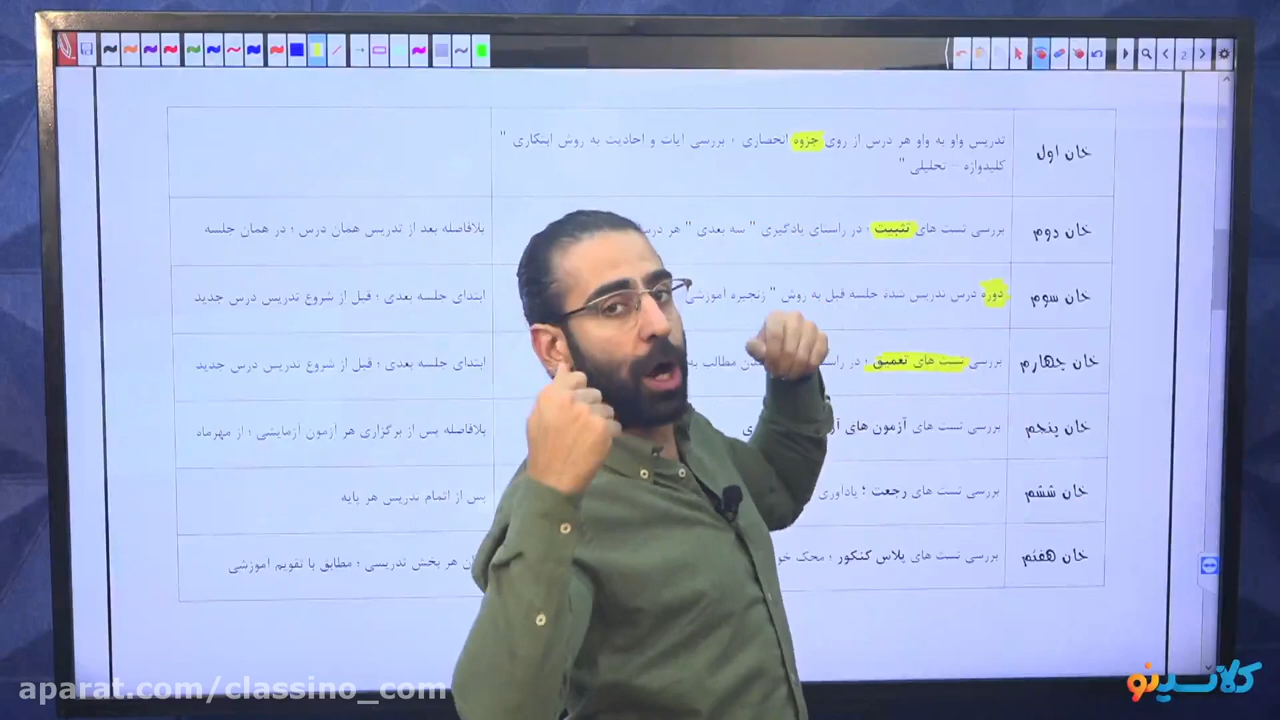 2
خان اول
تدریس واو به واو هر درس از روی جزوه انحصاری ؛ بررسی آیات و احادیث به روش ابتکاری "
کلیدواژه – تحلیلی "
خان دوم
بررسی تست های تثبیت ؛ در راستای یادگیری " سه بعدی " هر درس
بلافاصله بعد از تدریس همان درس ؛ در همان جلسه
خان سوم
دوره درس تدریس شده جلسه قبل به روش " زنجیره آموزشی
ابتدای جلسه بعدی ؛ قبل از شروع تدریس درس جدید
خان چهارم
بررسی تست های تعمیق ؛ در مطالب به
ابتدای جلسه بعدی ؛ قبل از شروع تدریس درس جدید
خان پنجم
بررسی تست های آزمون های
بلافاصله پس از برگزاری هر آزمون آزمایشی ؛ از مهرماه
خان ششم
بررسی تست های رجعت ؛ یادآوری
پس از اتمام تدریس هر پایه
خان هفتم
بررسی تست های پلاس کنکور ؛ محک
هر بخش تدریسی ؛ مطابق با تقویم آموزشی
aparat.com/classino_com
کلاسینو